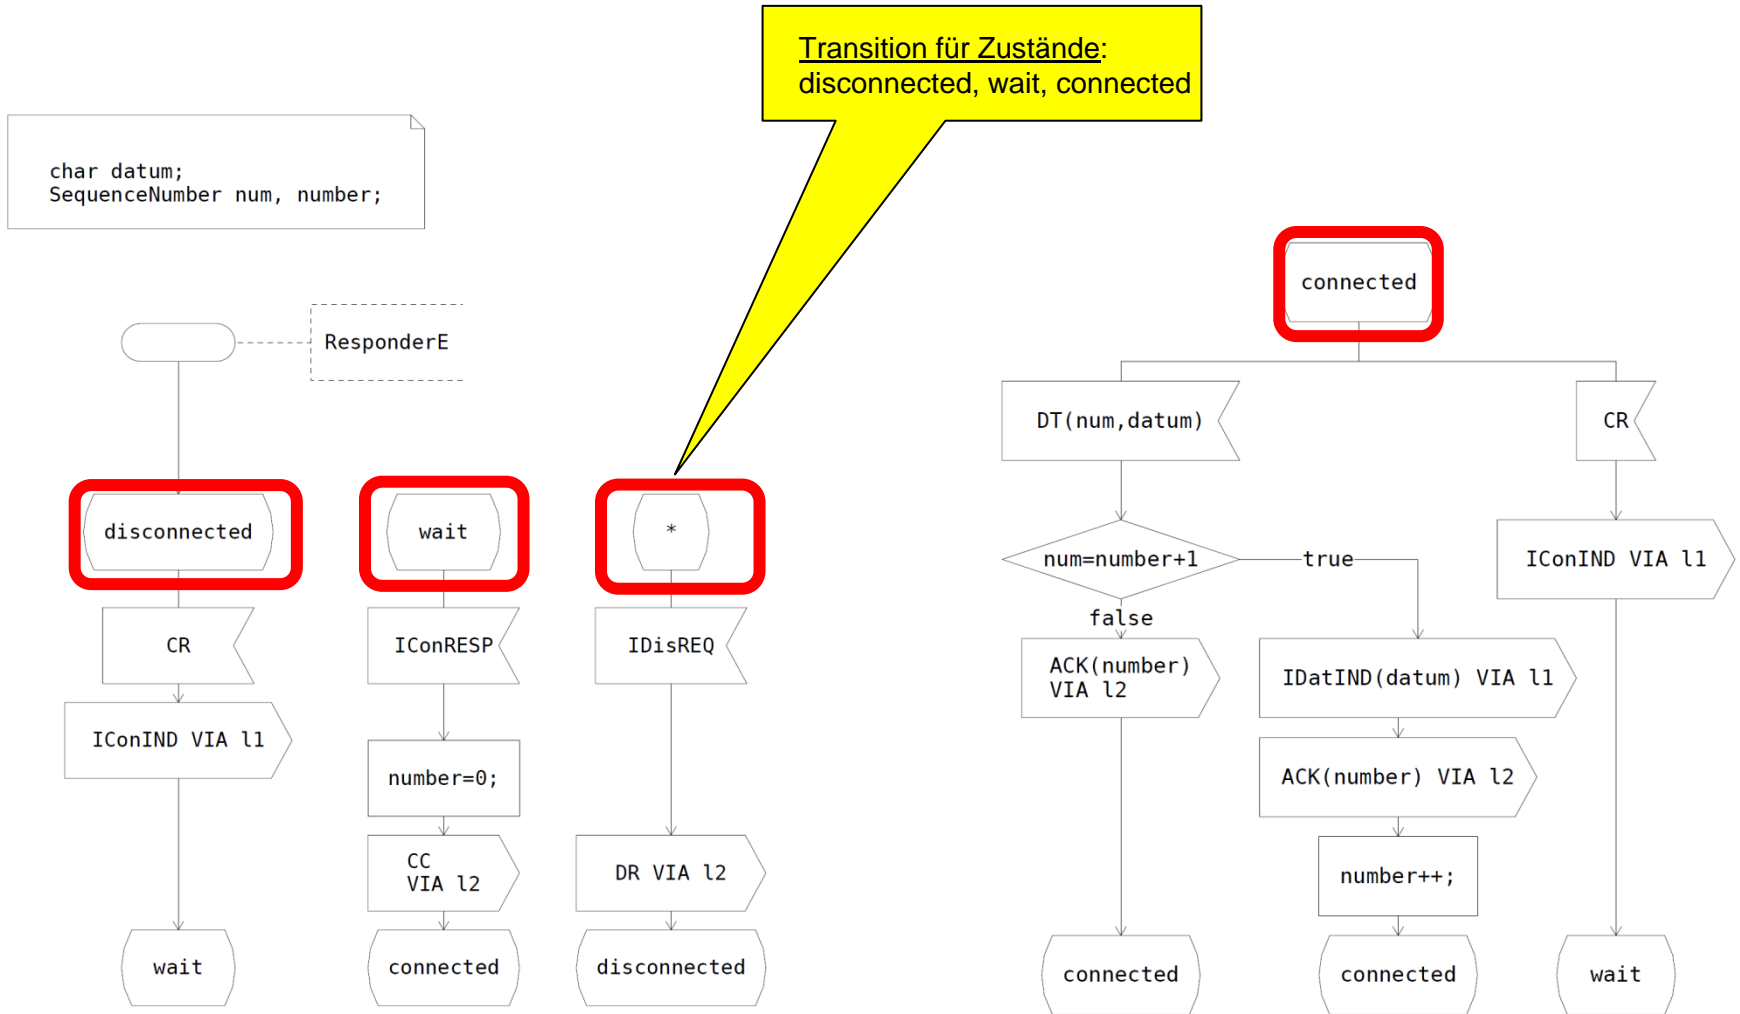 Transition für Zustände:
disconnected, wait, connected
char datum;
SequenceNumber num, number;
ResponderE
disconnected
CR
IConIND VIA l1
wait
wait
IConRESP
number=0;
CC
VIA l2
connected
*
IDisREQ
DR VIA l2
disconnected
connected
DT(num,datum)
num=number+1
true
false
ACK(number)
VIA l2
connected
IDatIND(datum) VIA l1
ACK(number) VIA l2
number++;
connected
CR
IConIND VIA l1
wait